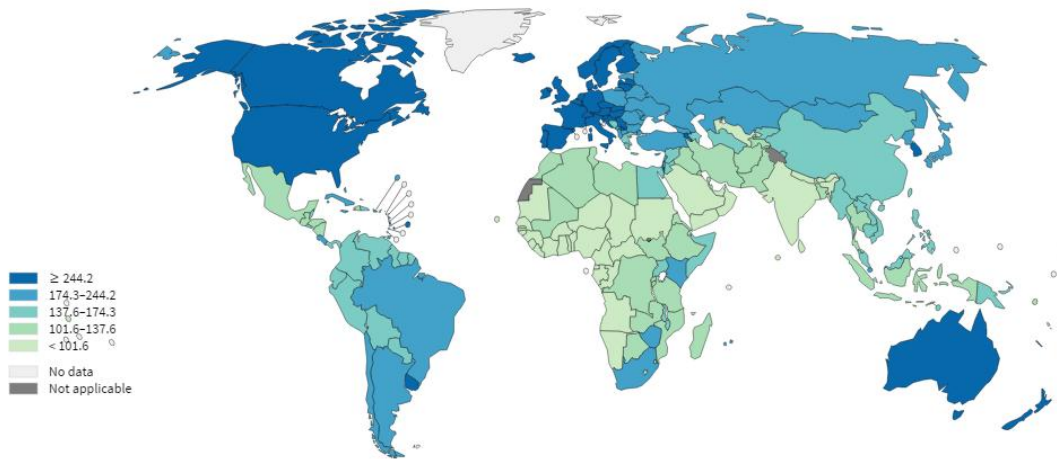 ≥ 244.2
174.3–244.2
137.6–174.3
101.6–137.6
< 101.6
No data
Not applicable